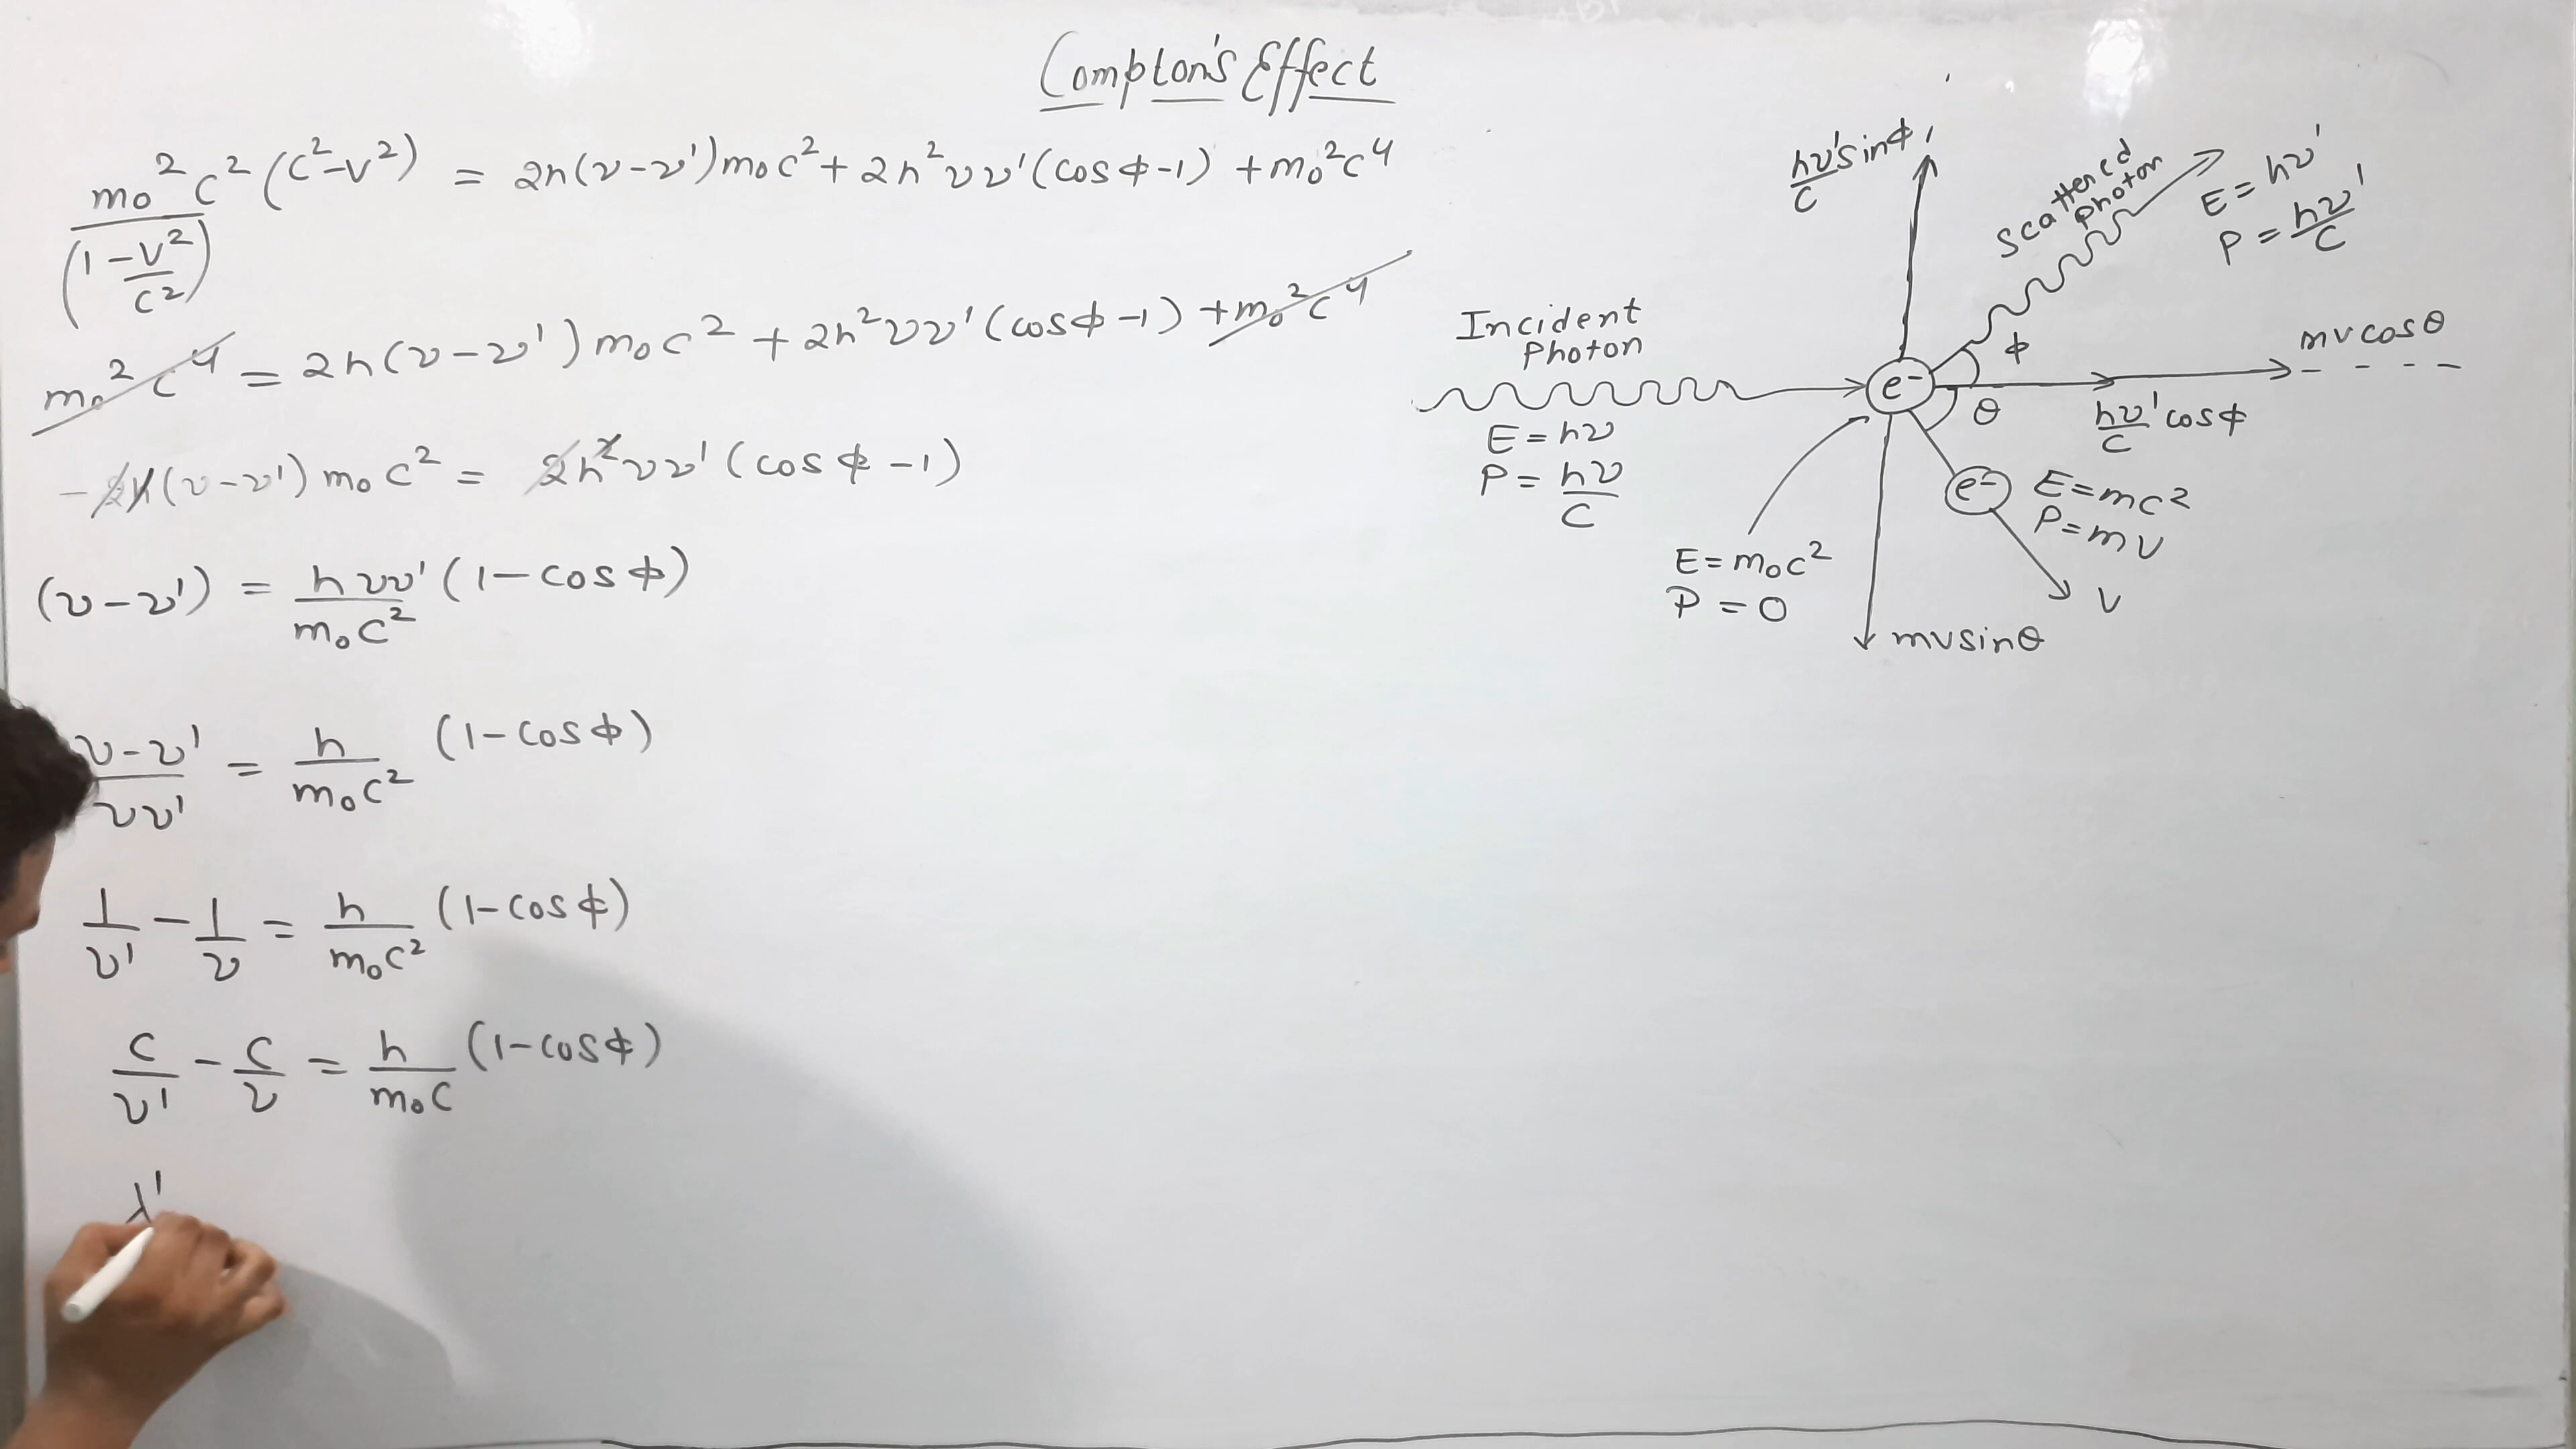 Compton's Effect
m₀²c²(c²-v²)/(1-v²/c²) = 2h(ν-ν')m₀c² + 2h²νν'(cosϕ-1) + m₀²c⁴
m₀²c⁴ = 2h(ν-ν')m₀c² + 2h²νν'(cosϕ-1) + m₀²c⁴
-2h(ν-ν')m₀c² = 2h²νν'(cosϕ-1)
(ν-ν') = hνν'/m₀c² (1-cosϕ)
ν-ν'/νν' = h/m₀c² (1-cosϕ)
1/ν' - 1/ν = h/m₀c² (1-cosϕ)
c/ν' - c/ν = h/m₀c (1-cosϕ)
λ'
hν'/c sinϕ
Scattered
Photon
E = hν'
P = hν'/c
Incident
Photon
E = hν
P = hν/c
e-
ϕ
θ
mvcosθ
hν'/c cosϕ
e-
E=mc²
P=mv
v
E=m₀c²
P=0
mvsinθ